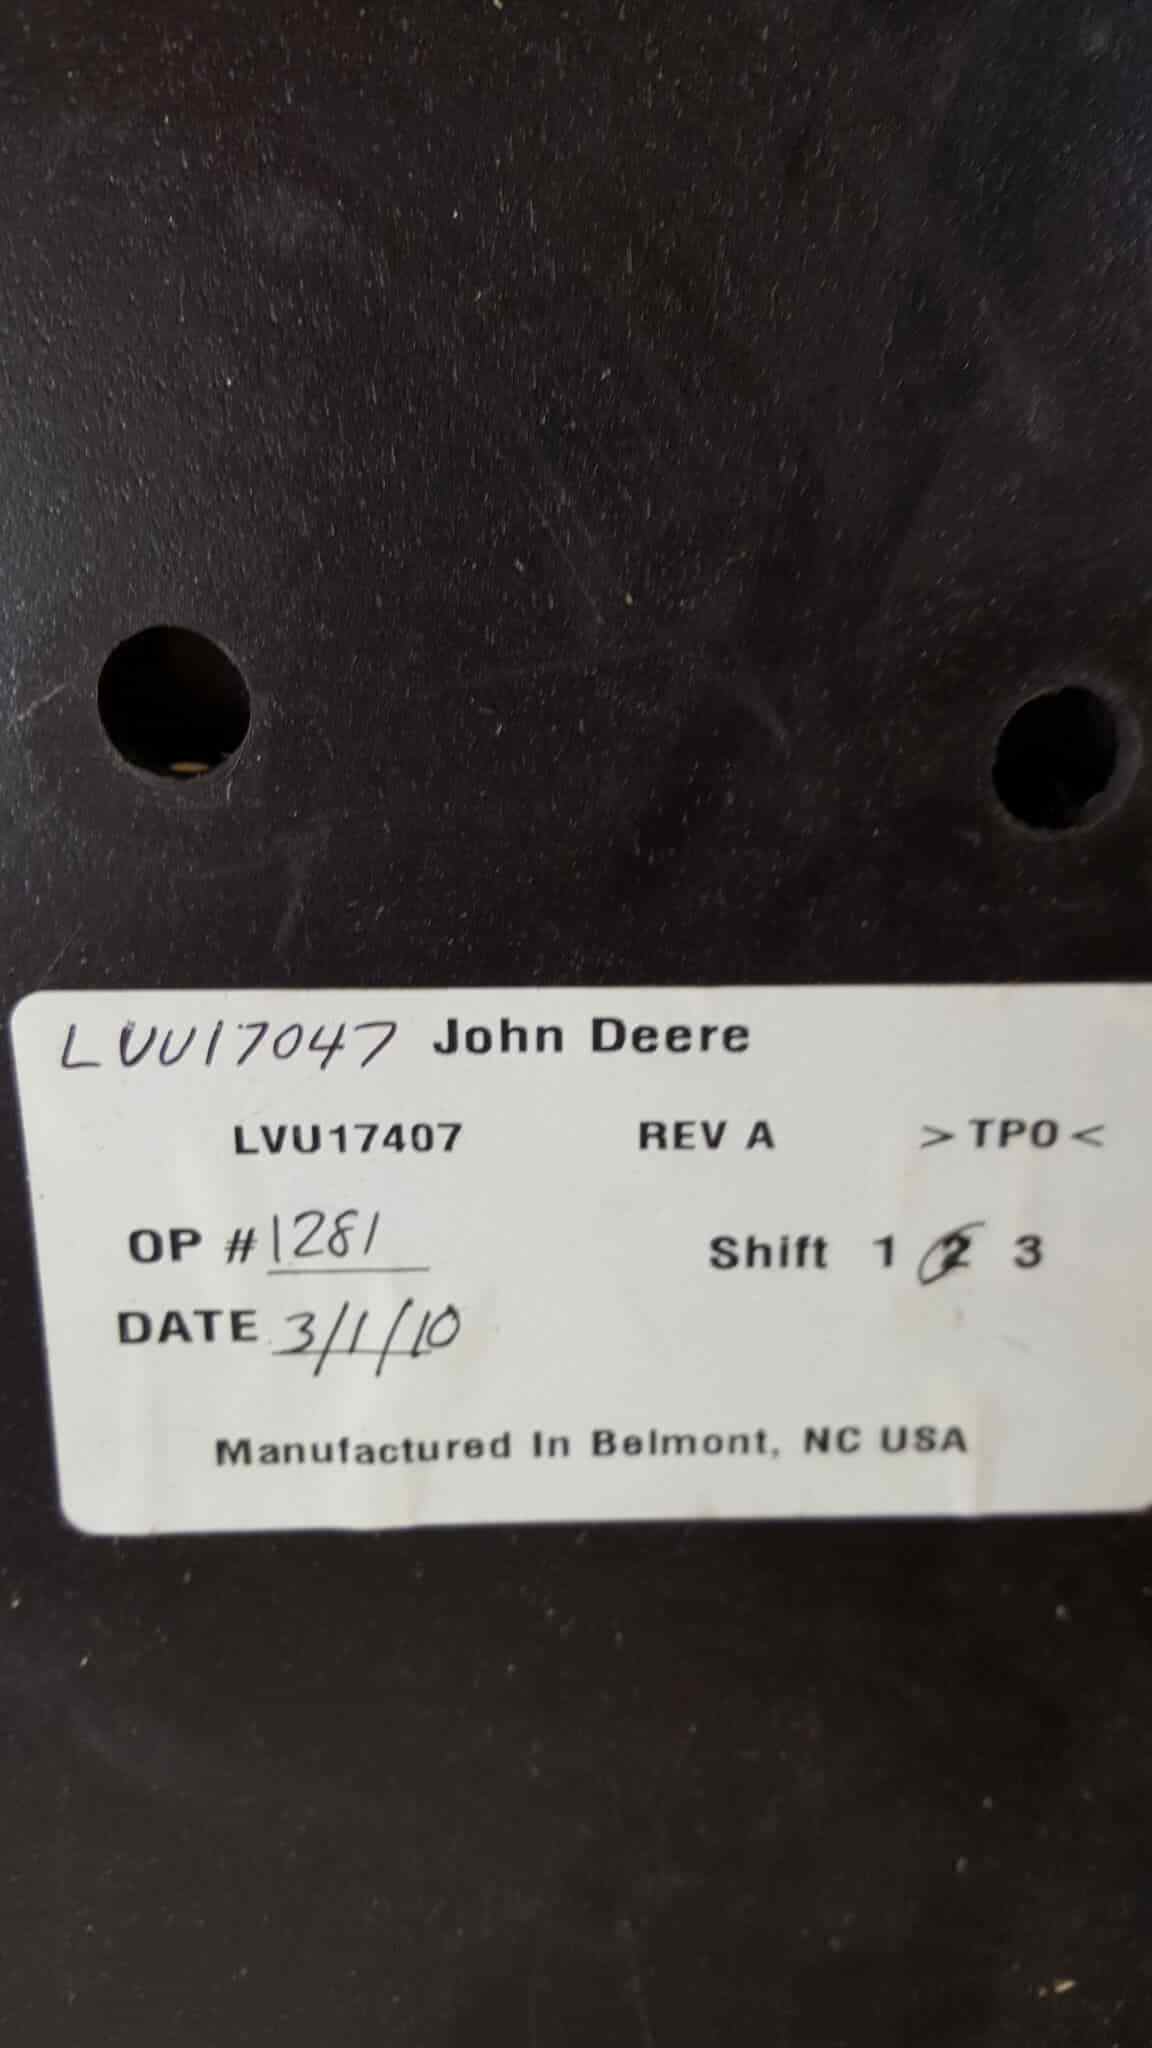 LVU17047 John Deere
LVU17407 REV A >TPO<
OP #1281 Shift 1 2 3
DATE 3/1/10
Manufactured In Belmont, NC USA